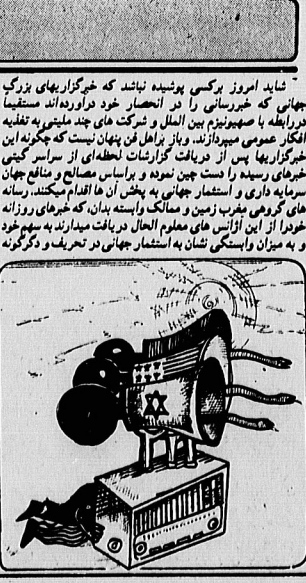 شاید امروز برکسی پوشیده نباشد که خبرگزاریهای بزرگ
جهانی که خبررسانی را در انحصار خود درآورده‌اند مستقیماً
دررابطه با صهیونیزم بین الملل و شرکت های چند ملیتی به تغذیه
افکار عمومی میپردازند. وباز براهل فن پنهان نیست که چگونه این
خبرگزاریها پس از دریافت گزارشات لحظه‌ای از سراسر گیتی
خبرهای رسیده را دست چین نموده و براساس مصالح و منافع جهان
سرمایه داری و استثمار جهانی به پخش آن ها اقدام میکنند. رسانه
های گروهی مغرب زمین و ممالک وابسته بدان، که خبرهای روزانه
خودرا از این آژانس های معلوم الحال دریافت میدارند به سهم خود
و به میزان وابستگی نشان به استثمار جهانی در تحریف و دگرگونه